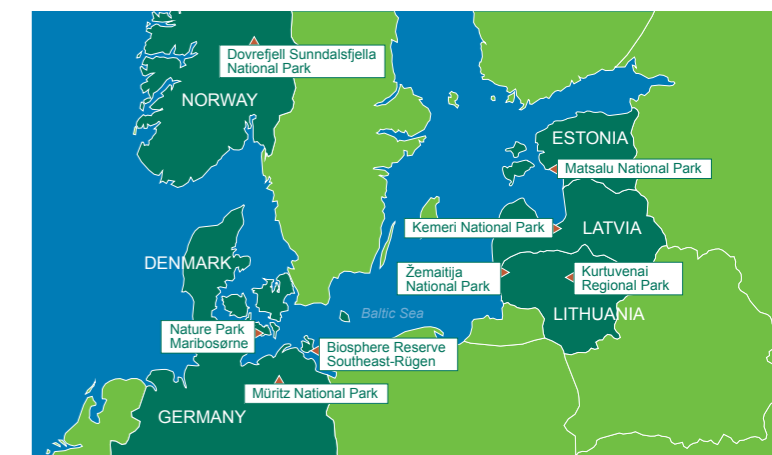 Dovrefjell Sunndalsfjella
National Park
NORWAY
ESTONIA
Matsalu National Park
Kemeri National Park
LATVIA
DENMARK
Žemaitija
National Park
Kurtuvenai
Regional Park
Baltic Sea
LITHUANIA
Nature Park
Maribosørne
Biosphere Reserve
Southeast-Rügen
Müritz National Park
GERMANY